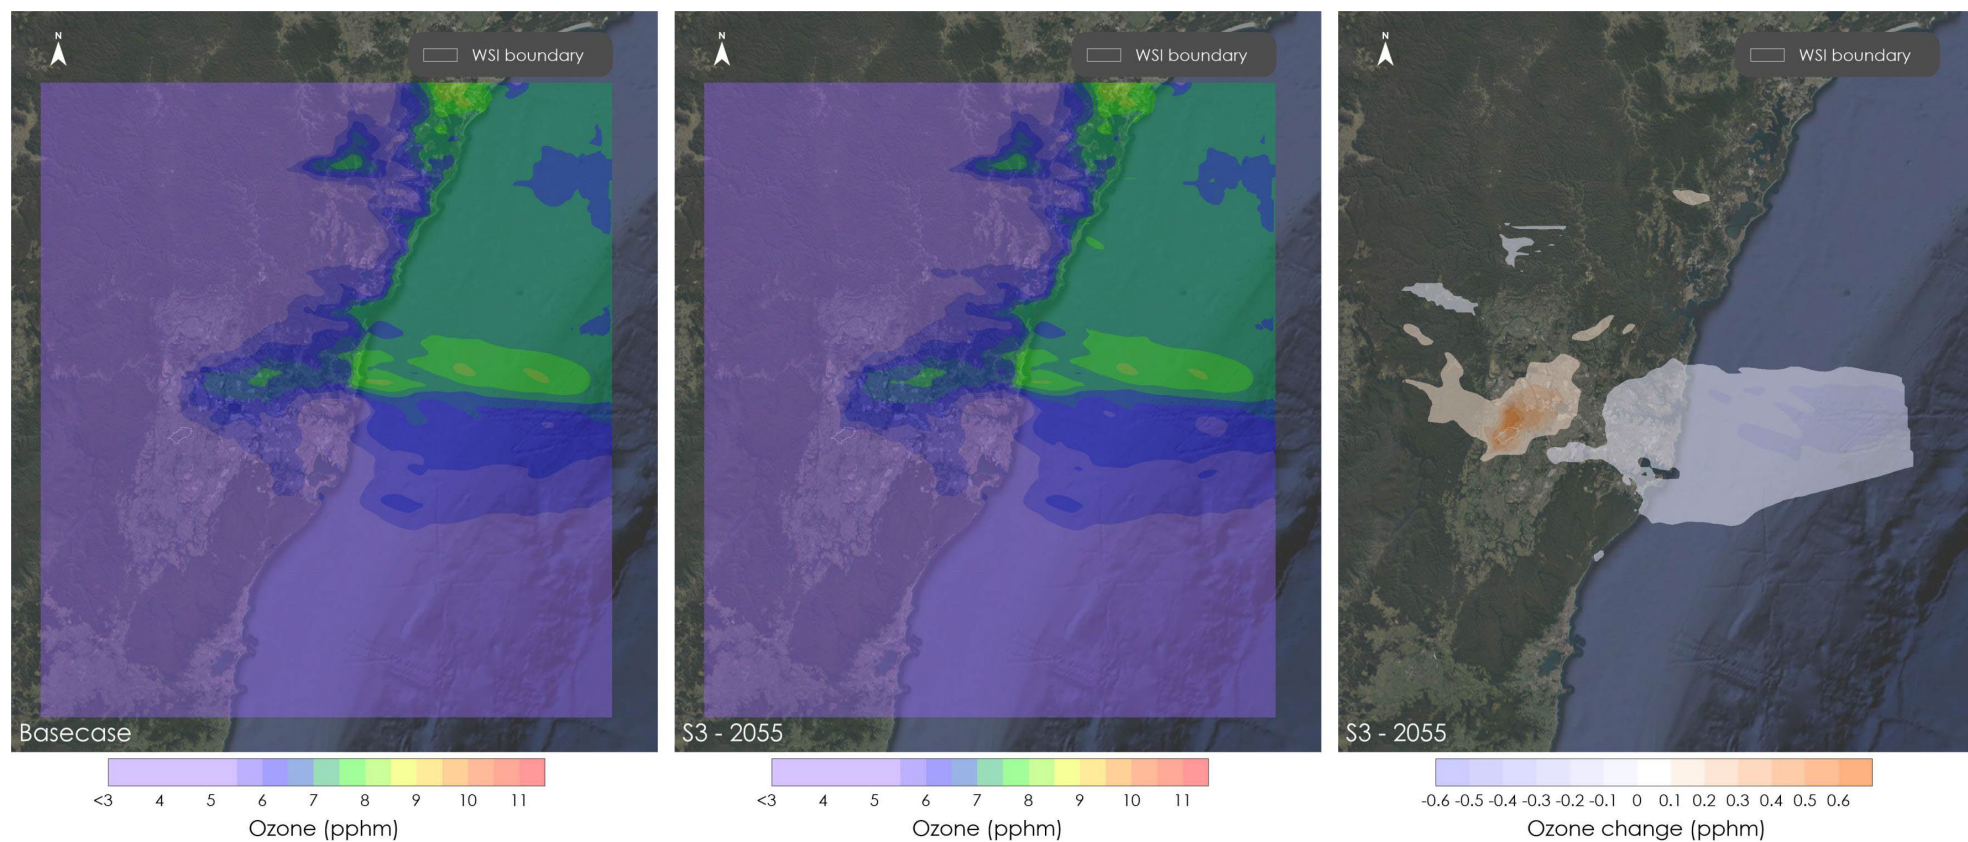 N
WSI boundary
N
WSI boundary
N
WSI boundary
Basecase
S3 - 2055
S3 - 2055
<3 4 5 6 7 8 9 10 11
Ozone (pphm)
<3 4 5 6 7 8 9 10 11
Ozone (pphm)
-0.6 -0.5 -0.4 -0.3 -0.2 -0.1 0 0.1 0.2 0.3 0.4 0.5 0.6
Ozone change (pphm)